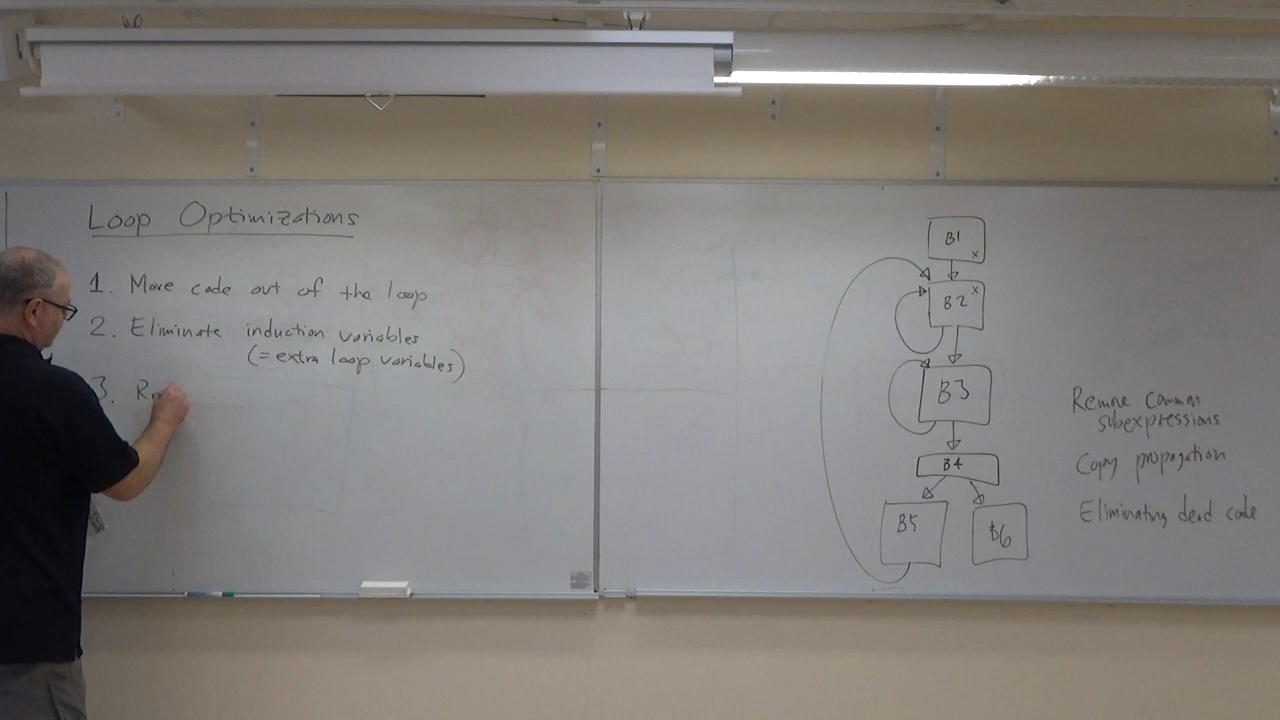 Loop Optimizations
1. Move code out of the loop
2. Eliminate induction variables
(= extra loop variables)
3.
B1
x
B2 x
B3
B4
B5
B6
Remove common
subexpressions
Copy propagation
Eliminating dead code